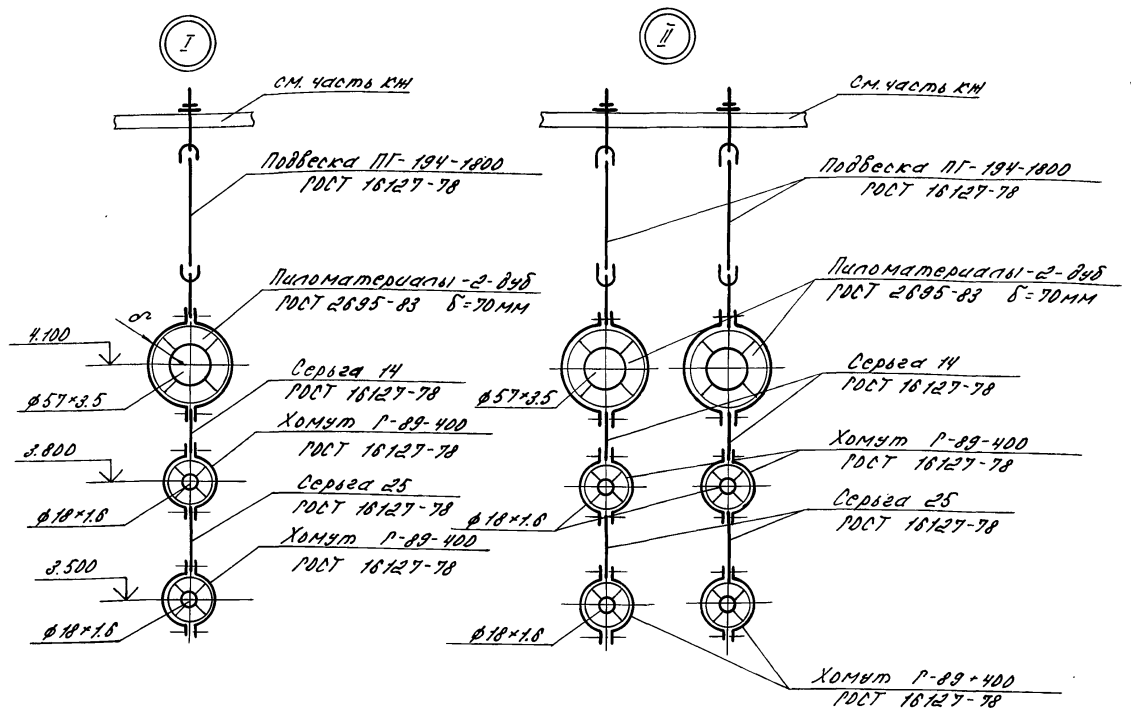 I
см. часть КЖ
Подвеска ПГ-194-1800
ГОСТ 16127-78
Пиломатериалы-2-дуб
ГОСТ 2695-83 б=70мм
б
4.100
ф57×3.5
Серьга 14
ГОСТ 16127-78
Хомут Г-89-400
ГОСТ 16127-78
3.800
ф18×1.6
Серьга 25
ГОСТ 16127-78
Хомут Г-89-400
ГОСТ 16127-78
3.500
ф18×1.6
II
см. часть КЖ
Подвеска ПГ-194-1800
ГОСТ 16127-78
Пиломатериалы-2-дуб
ГОСТ 2695-83 б=70мм
ф57×3.5
Серьга 14
ГОСТ 16127-78
Хомут Г-89-400
ГОСТ 16127-78
ф18×1.6
Серьга 25
ГОСТ 16127-78
ф18×1.6
Хомут Г-89-400
ГОСТ 16127-78